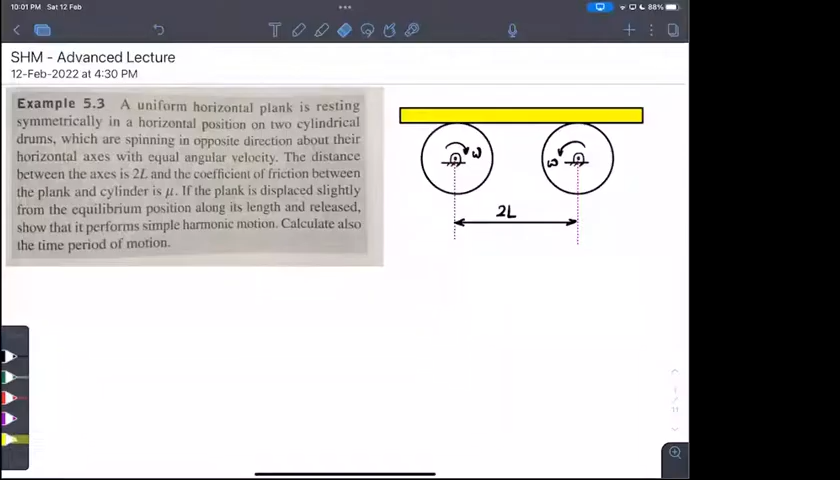 10:01 PM Sat 12 Feb
88%
SHM - Advanced Lecture
12-Feb-2022 at 4:30 PM
Example 5.3 A uniform horizontal plank is resting
symmetrically in a horizontal position on two cylindrical
drums, which are spinning in opposite direction about their
horizontal axes with equal angular velocity. The distance
between the axes is 2L and the coefficient of friction between
the plank and cylinder is μ. If the plank is displaced slightly
from the equilibrium position along its length and released,
show that it performs simple harmonic motion. Calculate also
the time period of motion.
ω
ω
2L